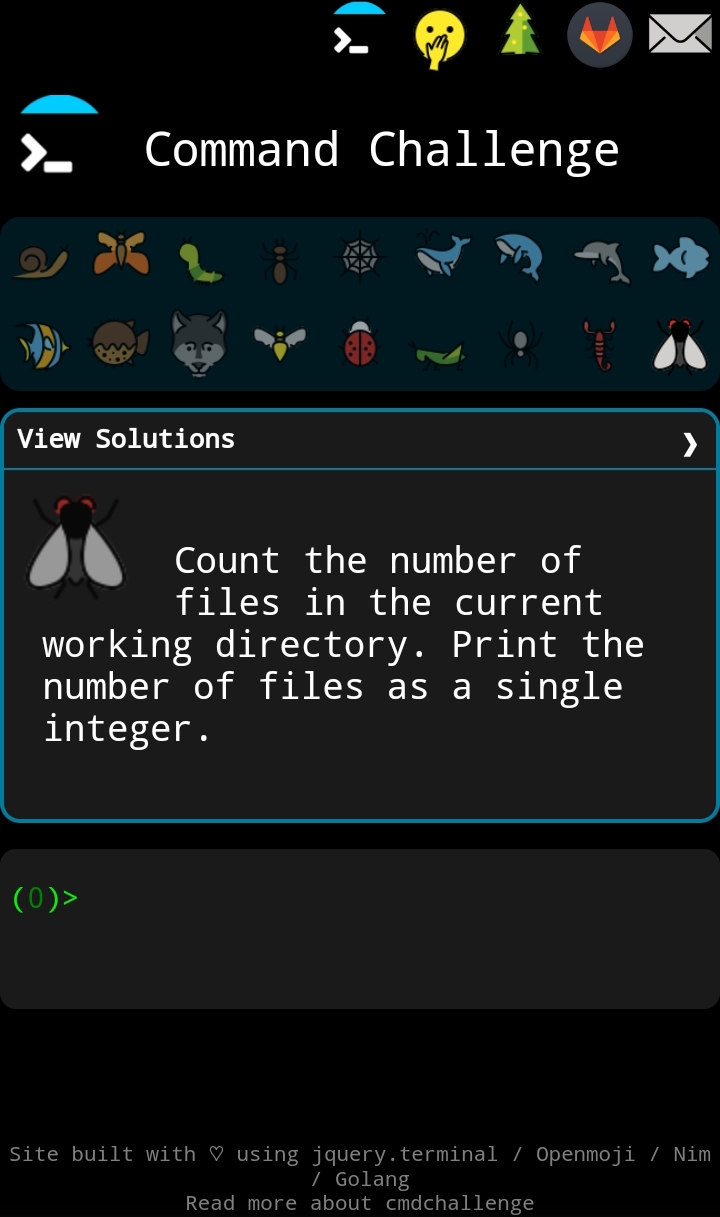 Command Challenge
View Solutions ❯
Count the number of
files in the current
working directory. Print the
number of files as a single
integer.
(0)>
Site built with ♡ using jquery.terminal / Openmoji / Nim
/ Golang
Read more about cmdchallenge